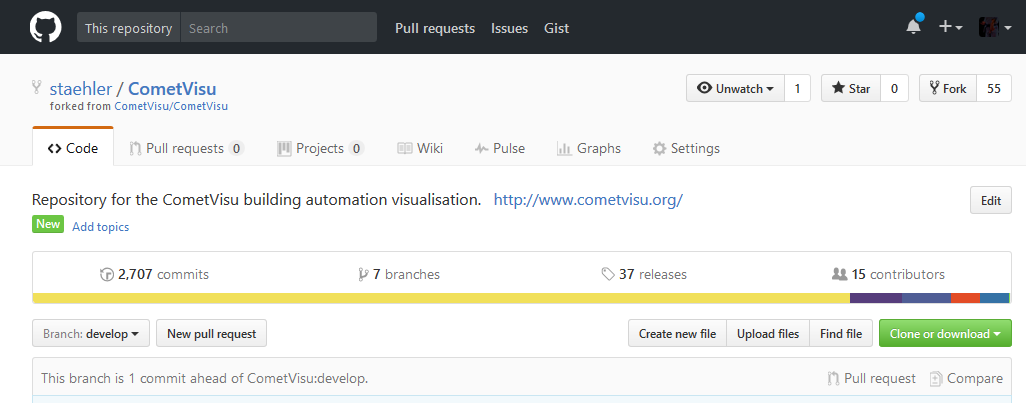 This repository Search Pull requests Issues Gist
staehler / CometVisu Unwatch 1 Star 0 Fork 55
forked from CometVisu/CometVisu
Code Pull requests 0 Projects 0 Wiki Pulse Graphs Settings
Repository for the CometVisu building automation visualisation. http://www.cometvisu.org/ Edit
New Add topics
2,707 commits 7 branches 37 releases 15 contributors
Branch: develop New pull request Create new file Upload files Find file Clone or download
This branch is 1 commit ahead of CometVisu:develop. Pull request Compare